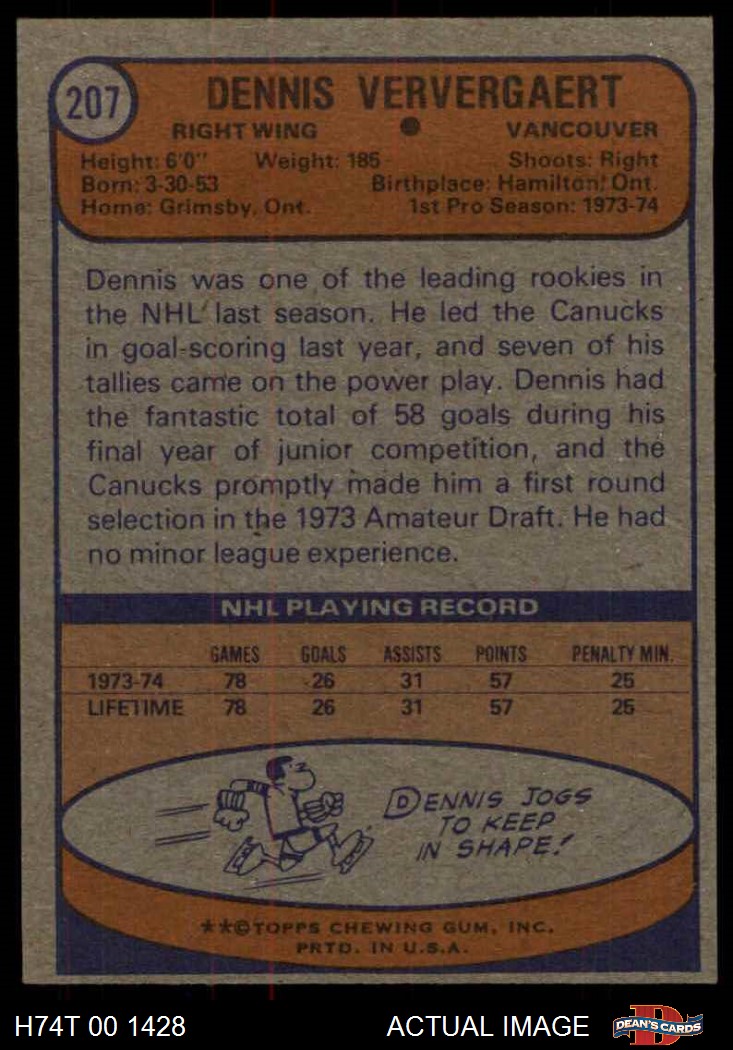 207
DENNIS VERVERGAERT
RIGHT WING ● VANCOUVER
Height: 6'0" Weight: 185 Shoots: Right
Born: 3-30-53 Birthplace: Hamilton, Ont.
Home: Grimsby, Ont. 1st Pro Season: 1973-74
Dennis was one of the leading rookies in
the NHL last season. He led the Canucks
in goal-scoring last year, and seven of his
tallies came on the power play. Dennis had
the fantastic total of 58 goals during his
final year of junior competition, and the
Canucks promptly made him a first round
selection in the 1973 Amateur Draft. He had
no minor league experience.
NHL PLAYING RECORD
GAMES GOALS ASSISTS POINTS PENALTY MIN.
1973-74 78 26 31 57 25
LIFETIME 78 26 31 57 25
DENNIS JOGS
TO KEEP
IN SHAPE!
**©TOPPS CHEWING GUM, INC.
PRTD. IN U.S.A.
H74T 00 1428 ACTUAL IMAGE D DEAN'S CARDS